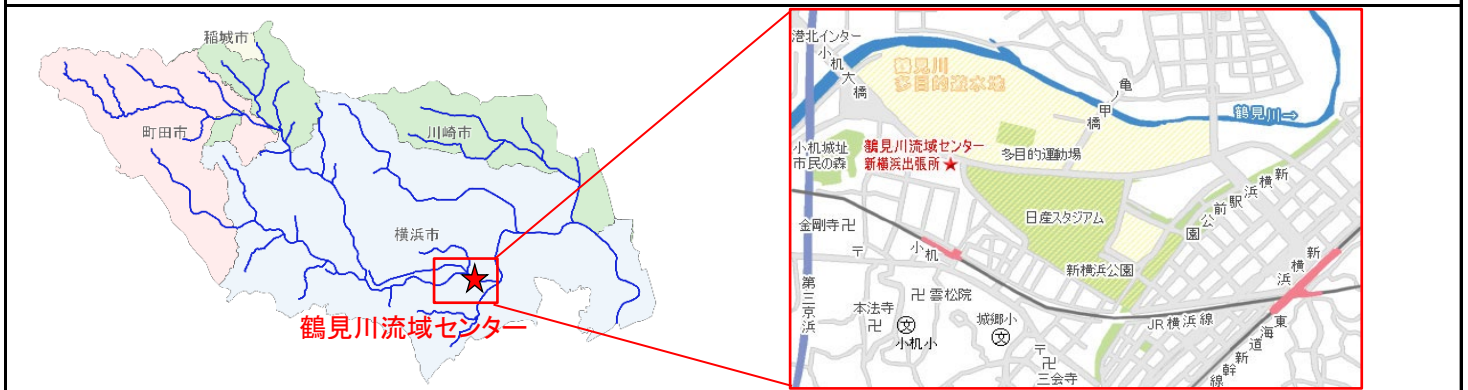 稲城市
町田市
川崎市
横浜市
鶴見川流域センター
港北インター
小机大橋
鶴見川
多目的遊水地
亀甲橋
鶴見川→
小机城址
市民の森
鶴見川流域センター
新横浜出張所★
多目的運動場
日産スタジアム
新横浜駅前公園
金剛寺卍
〒
小机
新横浜公園
新横浜
第三京浜
本法寺
卍
卍雲松院
文
小机小
城郷小
文
JR横浜線
東海道新幹線
〒
卍
三会寺